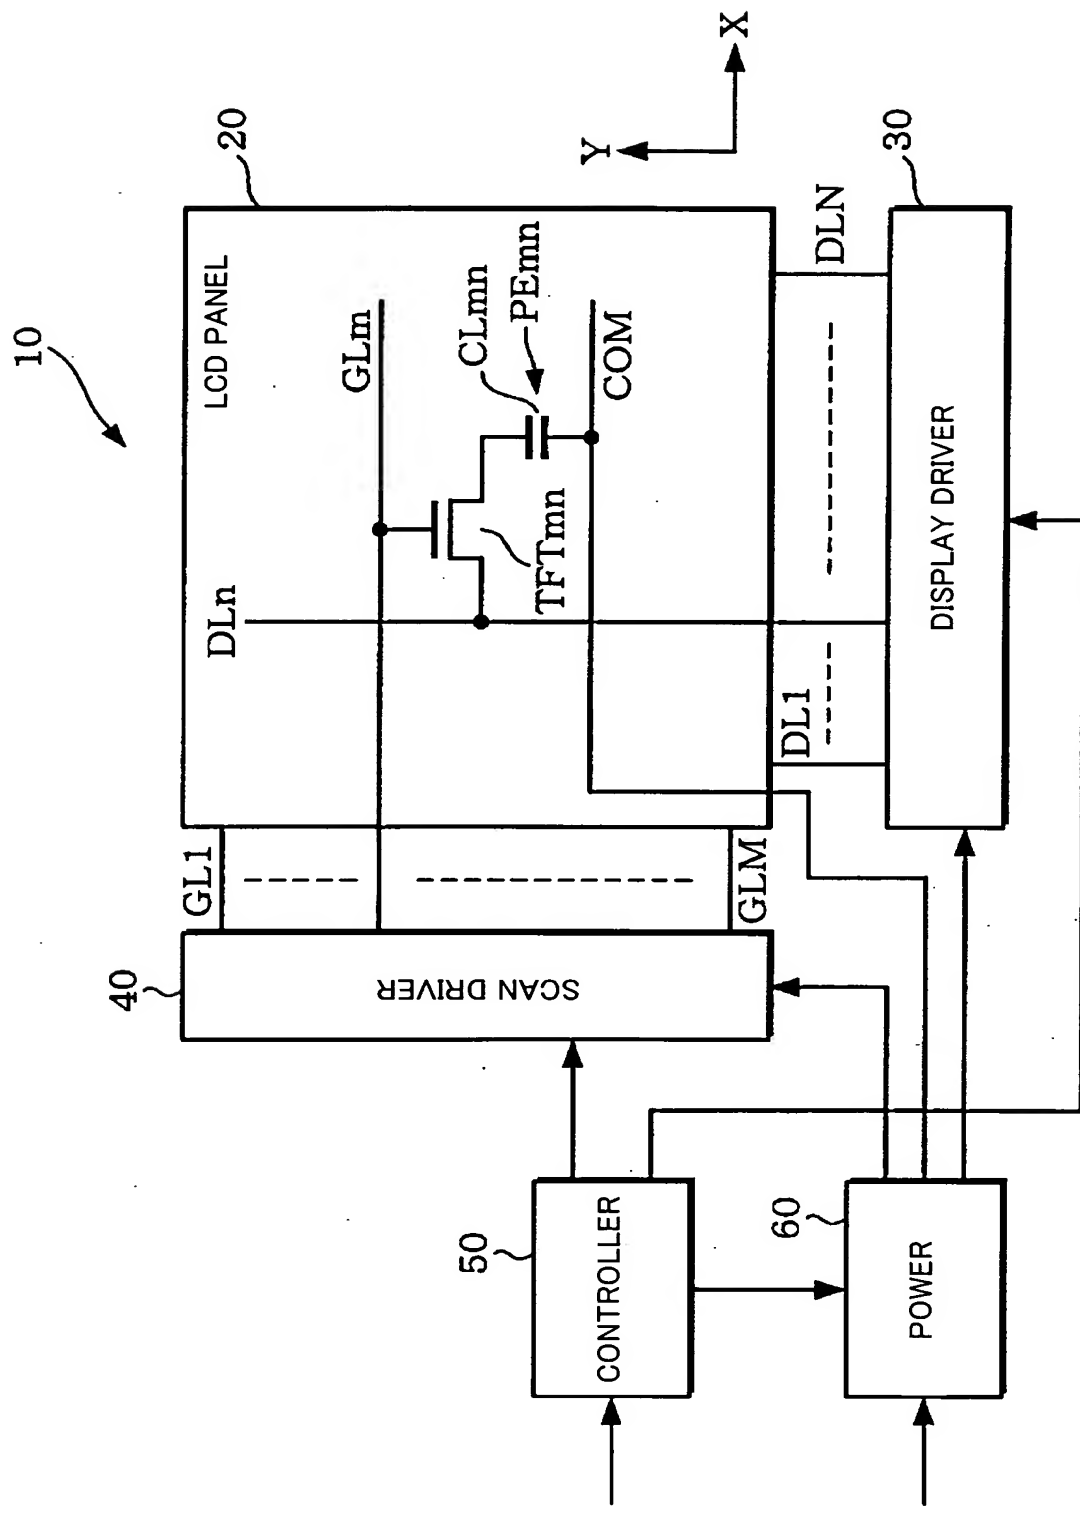 10
20
LCD PANEL
DLn
GLm
TFTmn
CLmn
PEmn
COM
X
Y
GL1
GLM
40
SCAN DRIVER
DL1
DLN
30
DISPLAY DRIVER
50
CONTROLLER
60
POWER